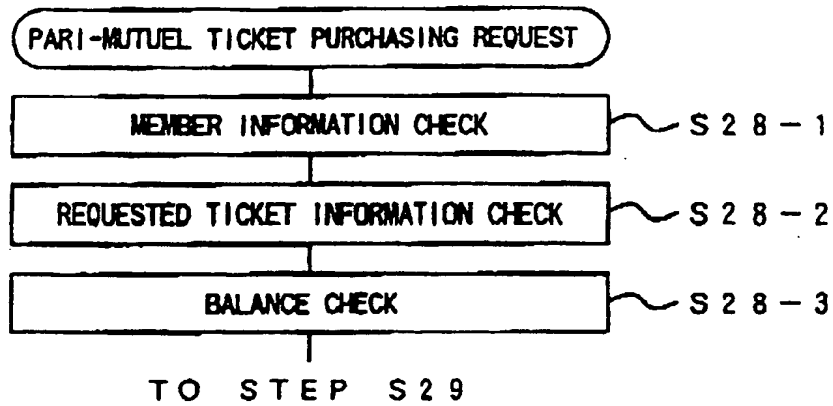 PARI-MUTUEL TICKET PURCHASING REQUEST
MEMBER INFORMATION CHECK
S28-1
REQUESTED TICKET INFORMATION CHECK
S28-2
BALANCE CHECK
S28-3
TO STEP S29